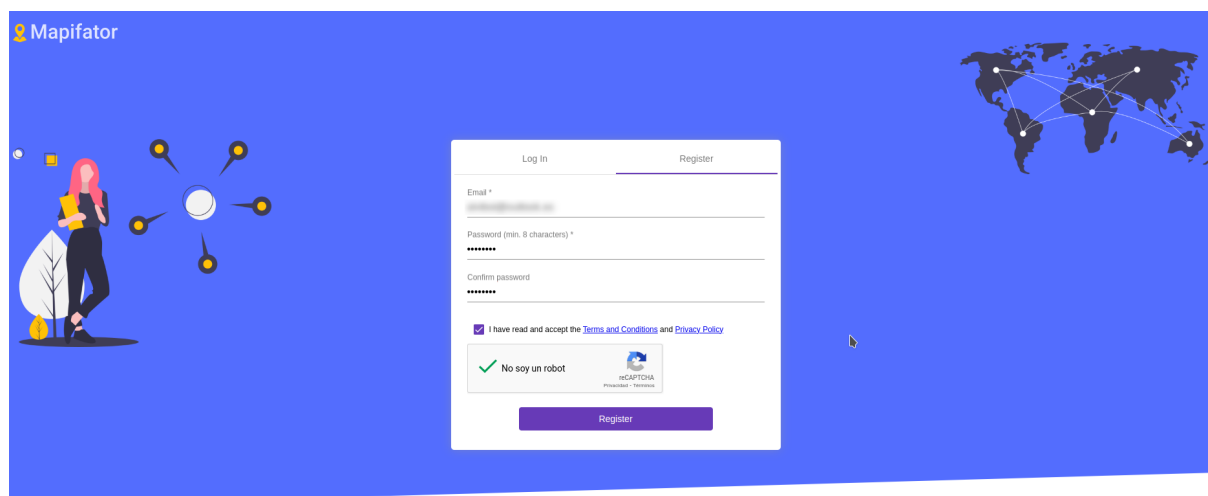 Mapifator
Log In Register
Email *
Password (min. 8 characters) *
••••••••
Confirm password
••••••••
I have read and accept the Terms and Conditions and Privacy Policy
No soy un robot
reCAPTCHA
Privacidad - Términos
Register